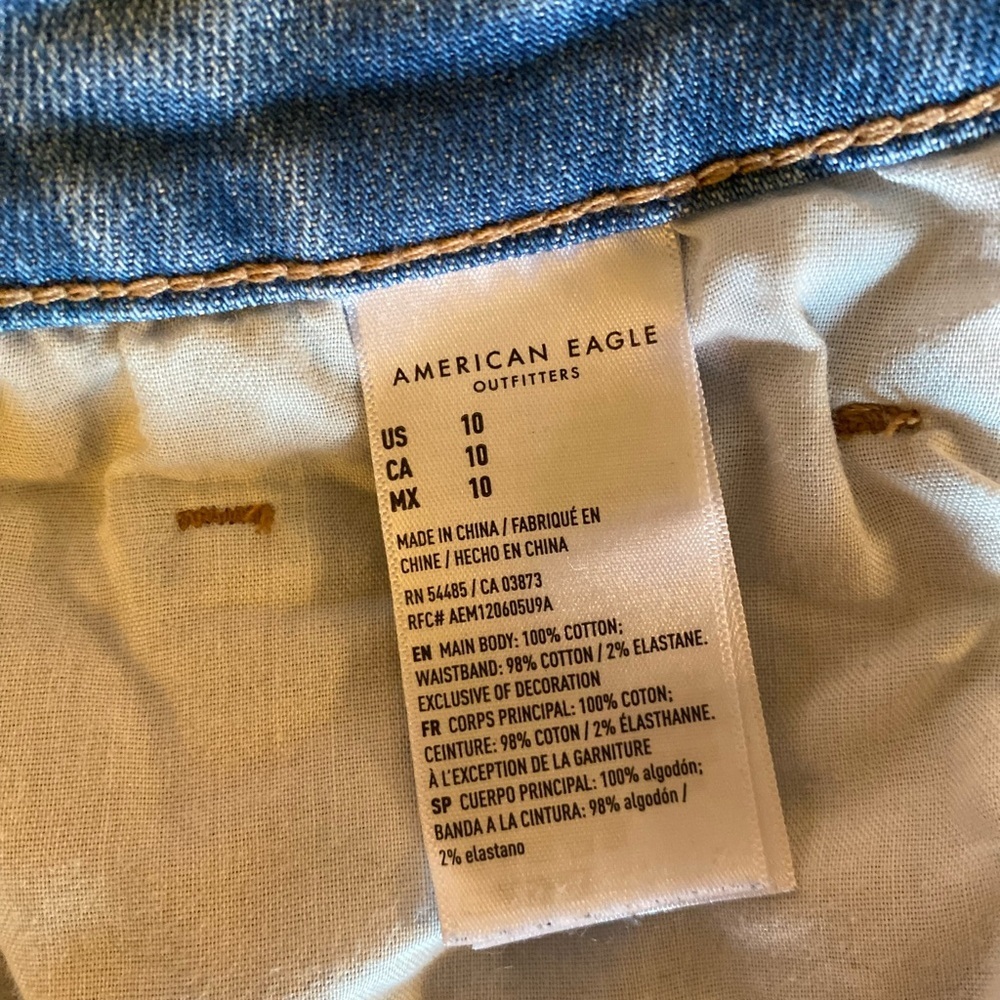 AMERICAN EAGLE
OUTFITTERS
US 10
CA 10
MX 10
MADE IN CHINA / FABRIQUÉ EN
CHINE / HECHO EN CHINA
RN 54485 / CA 03873
RFC# AEM120605U9A
EN MAIN BODY: 100% COTTON;
WAISTBAND: 98% COTTON / 2% ELASTANE.
EXCLUSIVE OF DECORATION
FR CORPS PRINCIPAL: 100% COTON;
CEINTURE: 98% COTON / 2% ÉLASTHANNE.
À L'EXCEPTION DE LA GARNITURE
SP CUERPO PRINCIPAL: 100% algodón;
BANDA A LA CINTURA: 98% algodón /
2% elastano